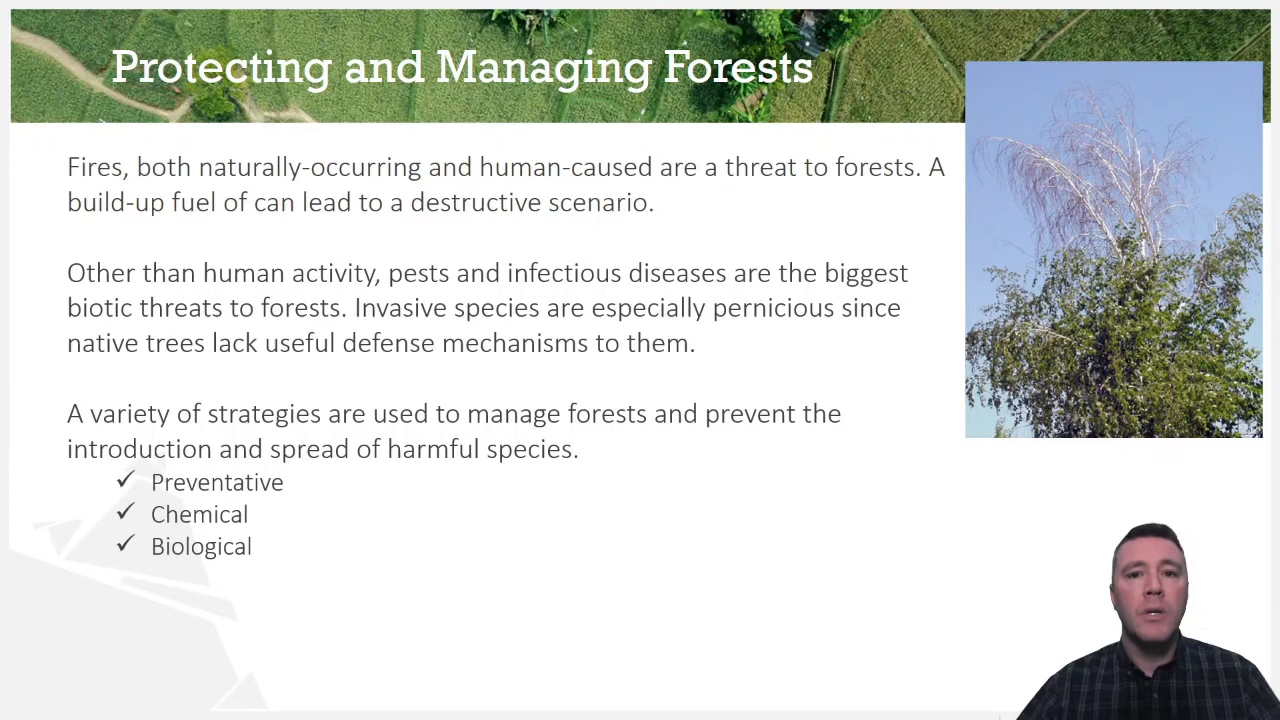 Protecting and Managing Forests
Fires, both naturally-occurring and human-caused are a threat to forests. A
build-up fuel of can lead to a destructive scenario.
Other than human activity, pests and infectious diseases are the biggest
biotic threats to forests. Invasive species are especially pernicious since
native trees lack useful defense mechanisms to them.
A variety of strategies are used to manage forests and prevent the
introduction and spread of harmful species.
✓ Preventative
✓ Chemical
✓ Biological